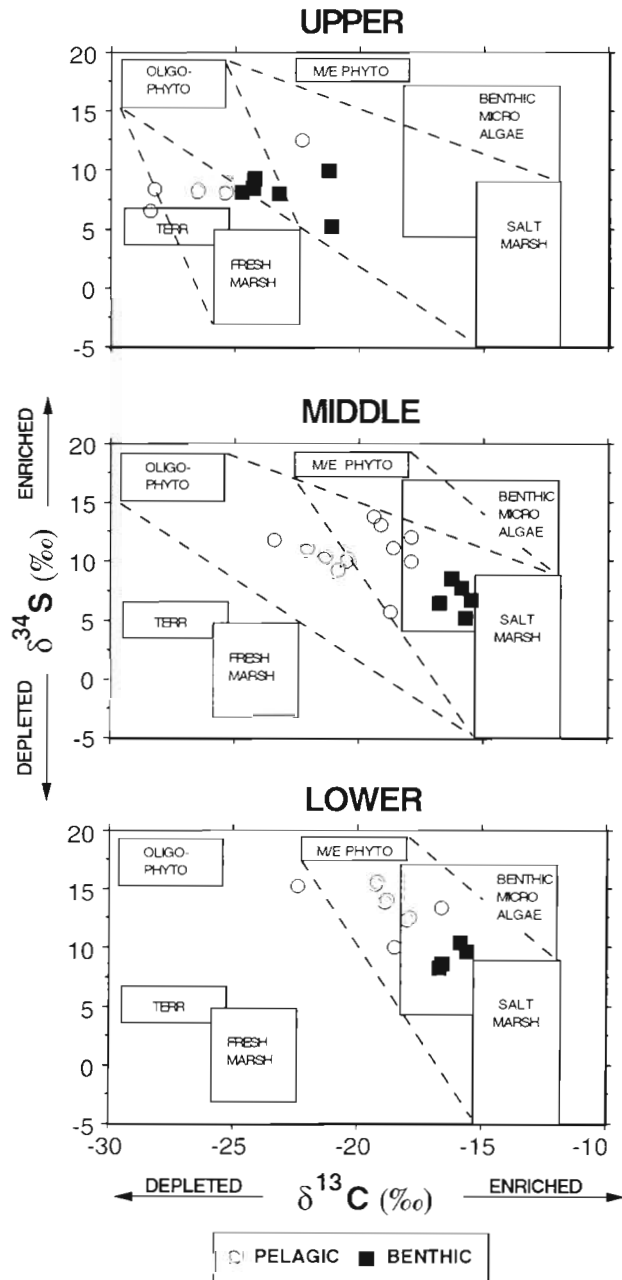 UPPER
20
15
10
5
0
-5
OLIGO-
PHYTO
M/E PHYTO
BENTHIC
MICRO
ALGAE
TERR
FRESH
MARSH
SALT
MARSH
MIDDLE
20
15
10
5
0
-5
OLIGO-
PHYTO
M/E PHYTO
BENTHIC
MICRO
ALGAE
TERR
FRESH
MARSH
SALT
MARSH
DEPLETED δ34S (‰) ENRICHED
LOWER
20
15
10
5
0
-5
OLIGO-
PHYTO
M/E PHYTO
BENTHIC
MICRO
ALGAE
TERR
FRESH
MARSH
SALT
MARSH
-30 -25 -20 -15 -10
DEPLETED δ13C (‰) ENRICHED
PELAGIC BENTHIC